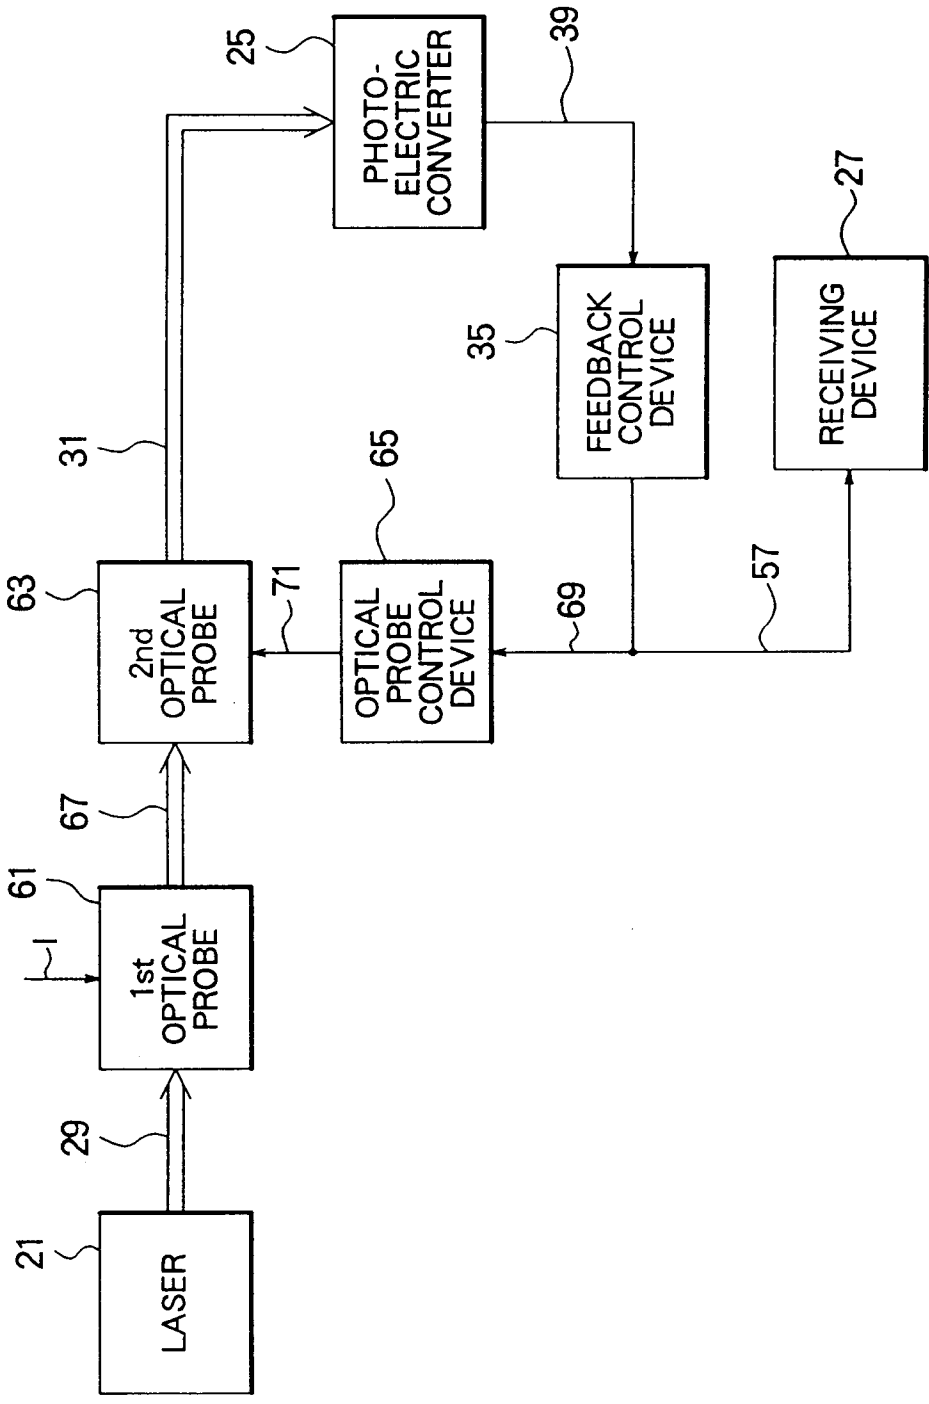 21
LASER
29
I
61
1st
OPTICAL
PROBE
67
63
2nd
OPTICAL
PROBE
31
25
PHOTO-
ELECTRIC
CONVERTER
71
65
OPTICAL
PROBE
CONTROL
DEVICE
39
35
FEEDBACK
CONTROL
DEVICE
69
57
27
RECEIVING
DEVICE